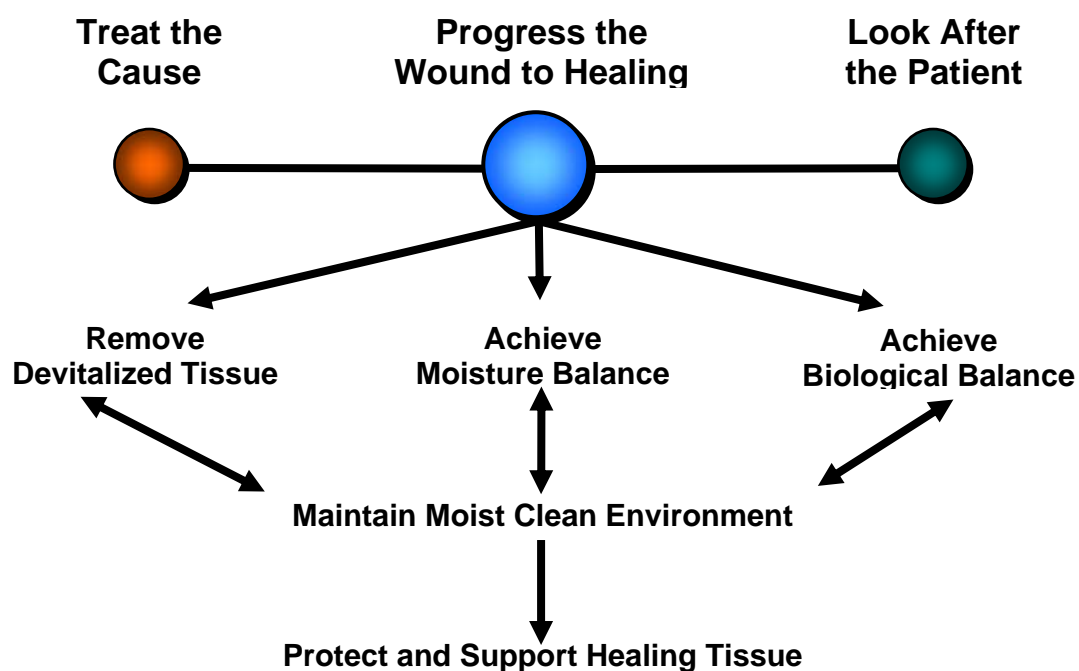 Treat the
Cause
Progress the
Wound to Healing
Look After
the Patient
Remove
Devitalized Tissue
Achieve
Moisture Balance
Achieve
Biological Balance
Maintain Moist Clean Environment
Protect and Support Healing Tissue